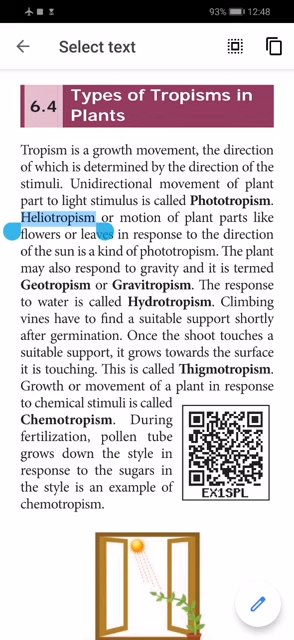 93% 12:48
Select text
6.4 Types of Tropisms in
Plants
Tropism is a growth movement, the direction
of which is determined by the direction of the
stimuli. Unidirectional movement of plant
part to light stimulus is called Phototropism.
Heliotropism or motion of plant parts like
flowers or leaves in response to the direction
of the sun is a kind of phototropism. The plant
may also respond to gravity and it is termed
Geotropism or Gravitropism. The response
to water is called Hydrotropism. Climbing
vines have to find a suitable support shortly
after germination. Once the shoot touches a
suitable support, it grows towards the surface
it is touching. This is called Thigmotropism.
Growth or movement of a plant in response
to chemical stimuli is called
Chemotropism. During
fertilization, pollen tube
grows down the style in
response to the sugars in
the style is an example of
chemotropism.
EX1SPL